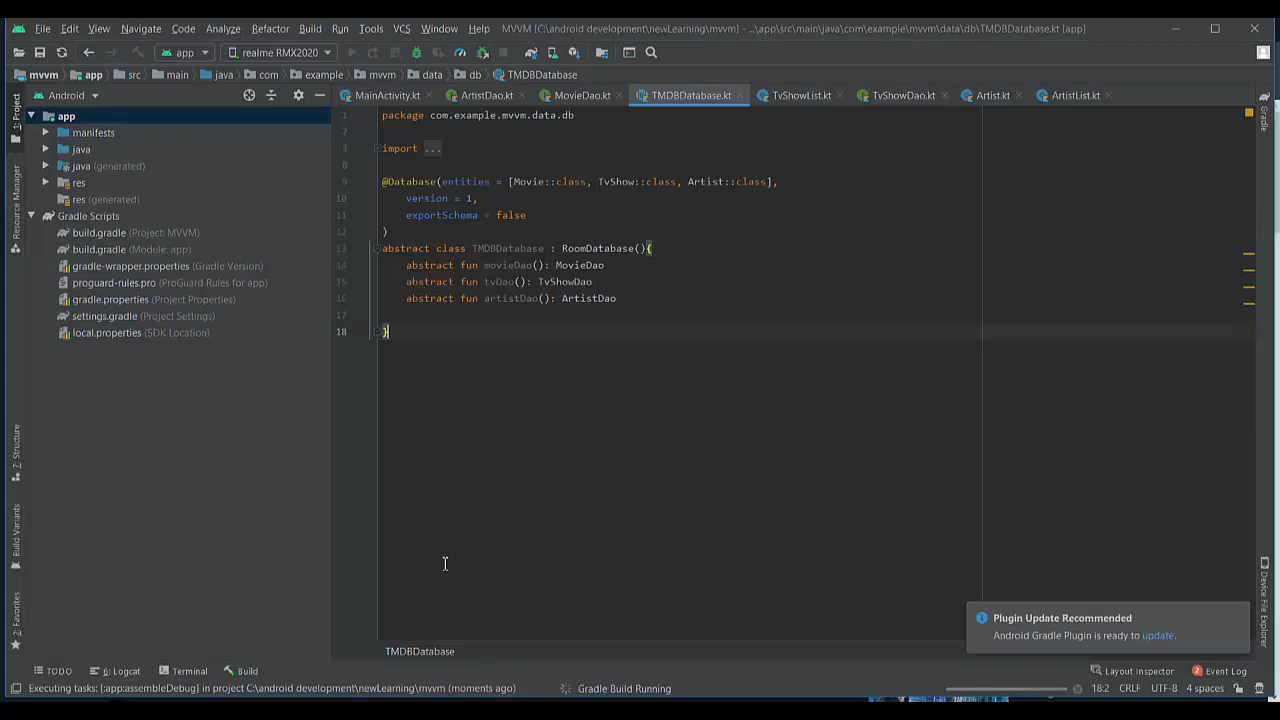 File Edit View Navigate Code Analyze Refactor Build Run Tools VCS Window Help MVVM [C:\android development\newLearning\mvvm] - ...\app\src\main\java\com\example\mvvm\data\db\TMDBDatabase.kt [app]
app realme RMX2020
mvvm app src main java com example mvvm data db TMDBDatabase
Android
MainActivity.kt ArtistDao.kt MovieDao.kt TMDBDatabase.kt TvShowList.kt TvShowDao.kt Artist.kt ArtistList.kt
1: Project
Resource Manager
7: Structure
Build Variants
2: Favorites
app
manifests
java
java (generated)
res
res (generated)
Gradle Scripts
build.gradle (Project: MVVM)
build.gradle (Module: app)
gradle-wrapper.properties (Gradle Version)
proguard-rules.pro (ProGuard Rules for app)
gradle.properties (Project Properties)
settings.gradle (Project Settings)
local.properties (SDK Location)
1 package com.example.mvvm.data.db
2
3 import ...
8
9 @Database(entities = [Movie::class, TvShow::class, Artist::class],
10 version = 1,
11 exportSchema = false
12 )
13 abstract class TMDBDatabase : RoomDatabase(){
14 abstract fun movieDao(): MovieDao
15 abstract fun tvDao(): TvShowDao
16 abstract fun artistDao(): ArtistDao
17
18 }
Gradle
Device File Explorer
Plugin Update Recommended
Android Gradle Plugin is ready to update.
TMDBDatabase
TODO 6: Logcat Terminal Build Layout Inspector 2 Event Log
Executing tasks: [:app:assembleDebug] in project C:\android development\newLearning\mvvm (moments ago) Gradle Build Running 18:2 CRLF UTF-8 4 spaces